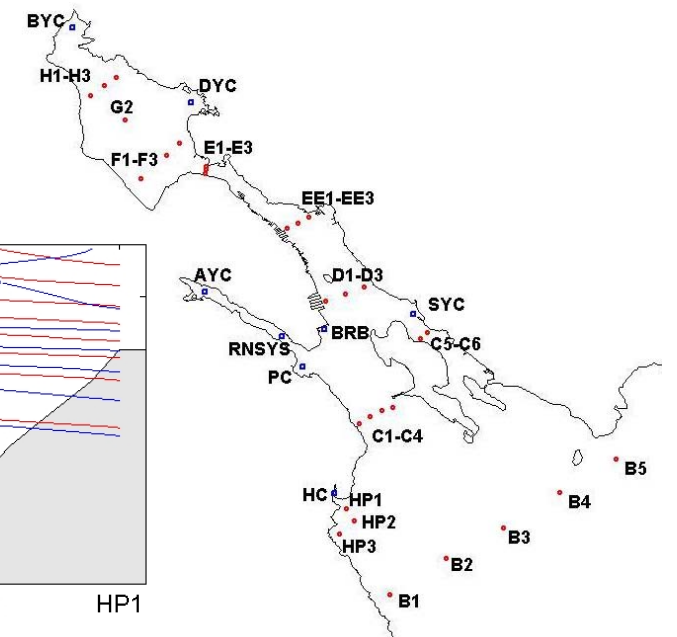 BYC
H1-H3
DYC
G2
F1-F3
E1-E3
EE1-EE3
AYC
D1-D3
SYC
BRB
RNSYS
C5-C6
PC
C1-C4
B5
HC
HP1
B4
HP2
B3
HP3
B2
B1
HP1